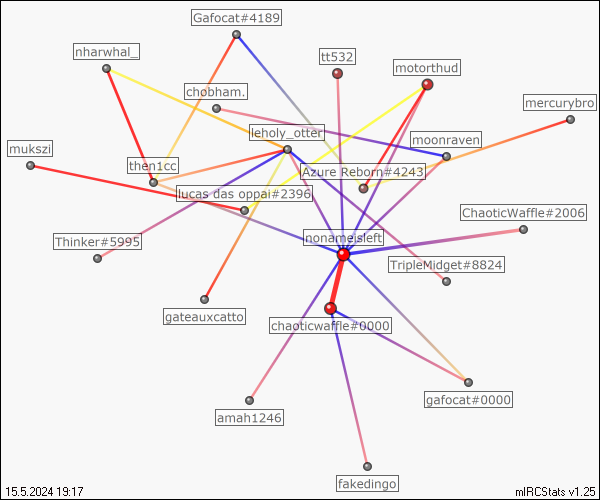 Gafocat#4189
nharwhal_
tt532
motorthud
chobham.
mercurybro
leholy_otter
moonraven
mukszi
then1cc
Azure Reborn#4243
lucas das oppai#2396
ChaoticWaffle#2006
Thinker#5995
nonameisleft
TripleMidget#8824
gateauxcatto
chaoticwaffle#0000
gafocat#0000
amah1246
fakedingo
15.5.2024 19:17
mIRCStats v1.25